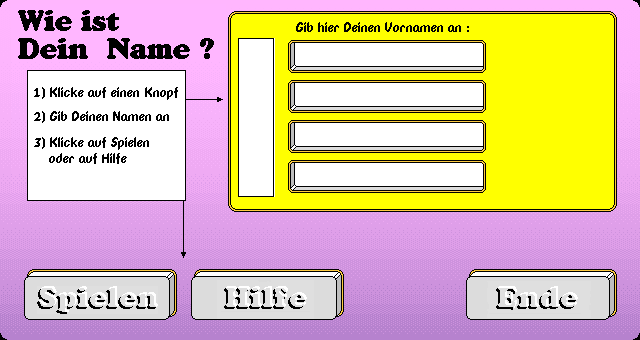 Wie ist
Dein Name ?
Gib hier Deinen Vornamen an :
1) Klicke auf einen Knopf
2) Gib Deinen Namen an
3) Klicke auf Spielen
oder auf Hilfe
Spielen
Hilfe
Ende